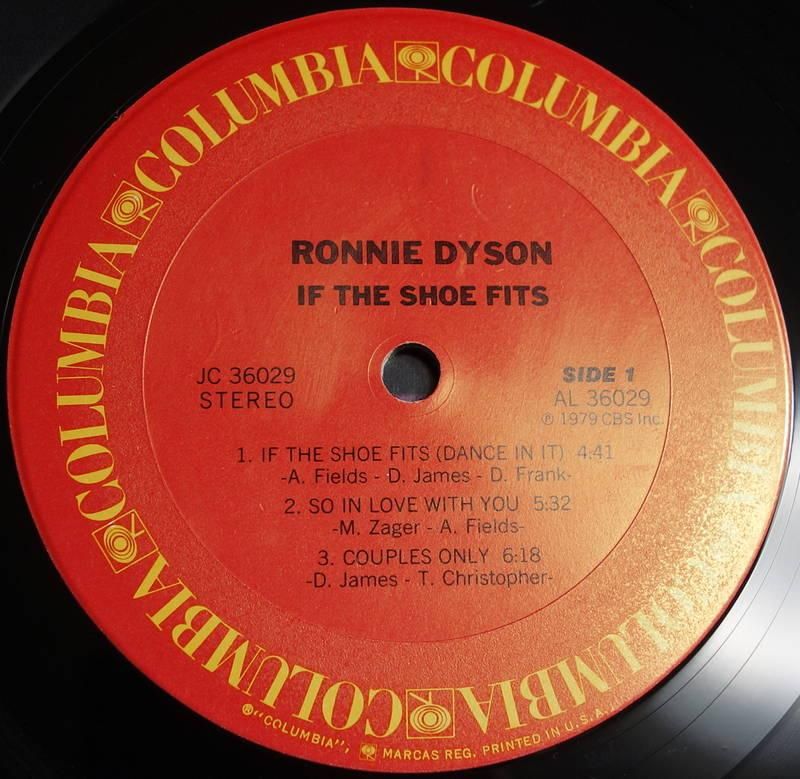 COLUMBIA COLUMBIA COLUMBIA COLUMBIA COLUMBIA COLUMBIA COLUMBIA COLUMBIA
RONNIE DYSON
IF THE SHOE FITS
JC 36029
STEREO
SIDE 1
AL 36029
℗ 1979 CBS Inc.
1. IF THE SHOE FITS (DANCE IN IT) 4:41
-A. Fields - D. James - D. Frank-
2. SO IN LOVE WITH YOU 5:32
-M. Zager - A. Fields-
3. COUPLES ONLY 6:18
-D. James - T. Christopher-
®"COLUMBIA", MARCAS REG. PRINTED IN U.S.A.